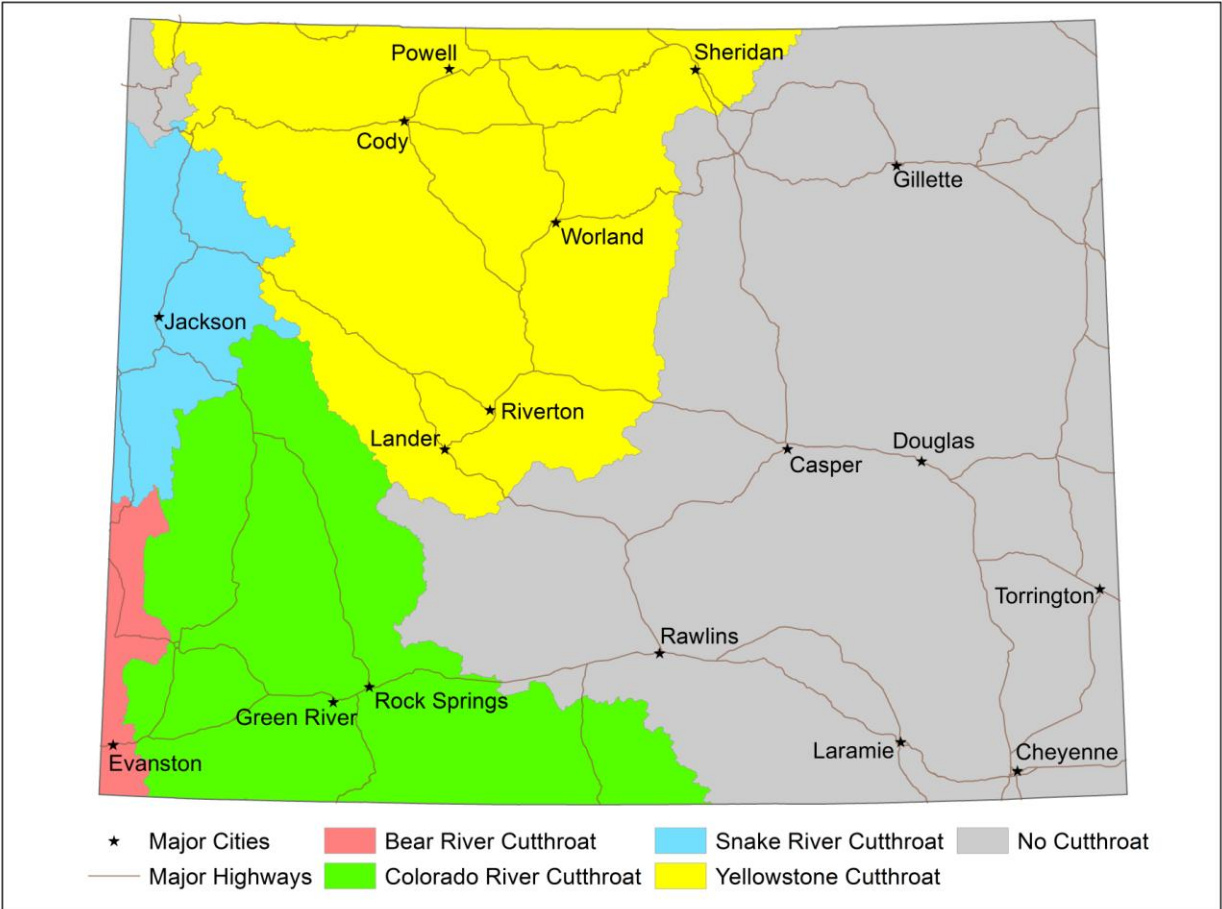 Powell
Sheridan
Cody
Gillette
Worland
Jackson
Riverton
Lander
Douglas
Casper
Torrington
Rawlins
Rock Springs
Green River
Laramie
Cheyenne
Evanston
Major Cities
Bear River Cutthroat
Snake River Cutthroat
No Cutthroat
Major Highways
Colorado River Cutthroat
Yellowstone Cutthroat